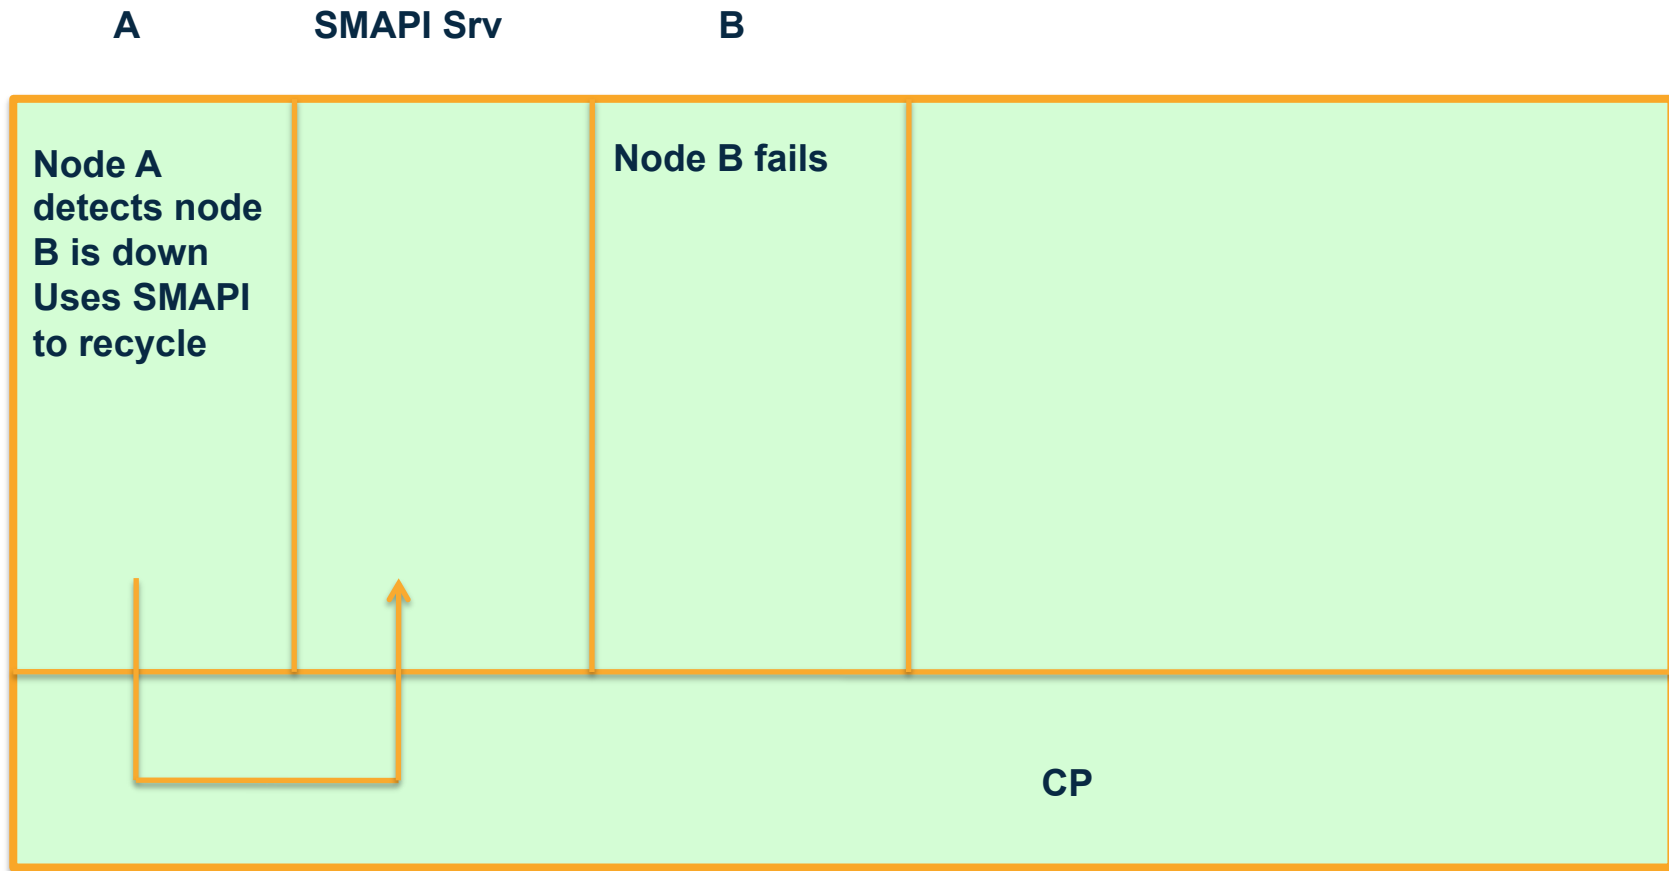 A
SMAPI Srv
B
Node A
detects node
B is down
Uses SMAPI
to recycle
Node B fails
CP